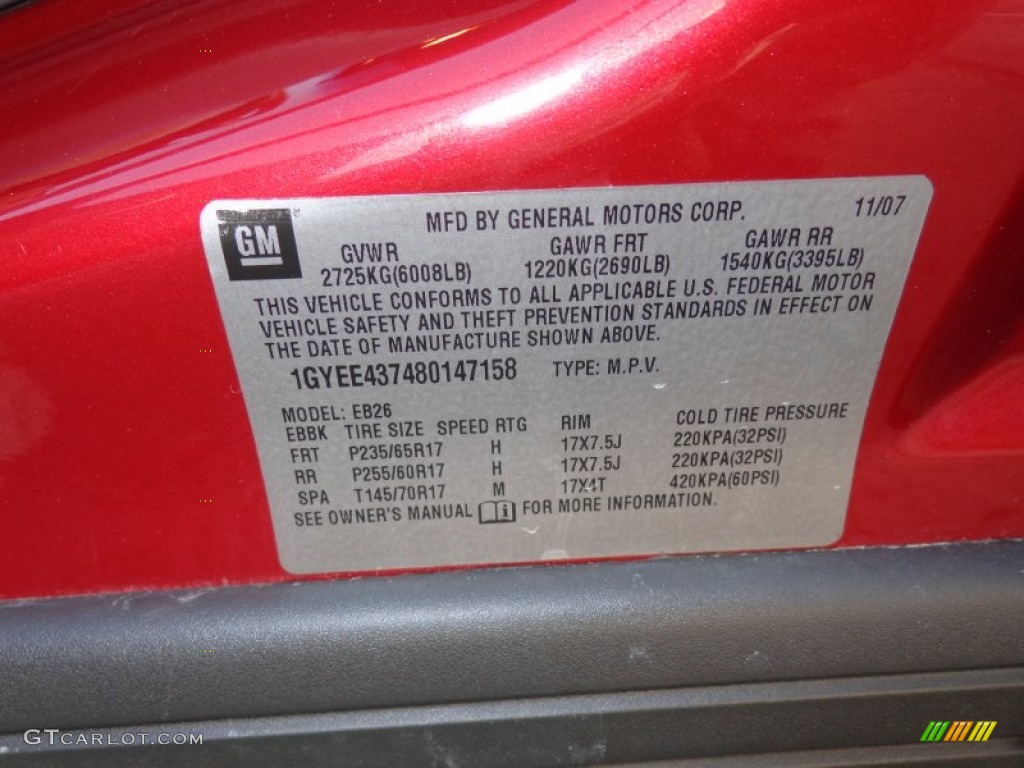 GM
MFD BY GENERAL MOTORS CORP. 11/07
GVWR GAWR FRT GAWR RR
2725KG(6008LB) 1220KG(2690LB) 1540KG(3395LB)
THIS VEHICLE CONFORMS TO ALL APPLICABLE U.S. FEDERAL MOTOR
VEHICLE SAFETY AND THEFT PREVENTION STANDARDS IN EFFECT ON
THE DATE OF MANUFACTURE SHOWN ABOVE.
1GYEE437480147158 TYPE: M.P.V.
MODEL: EB26
EBBK TIRE SIZE SPEED RTG RIM COLD TIRE PRESSURE
FRT P235/65R17 H 17X7.5J 220KPA(32PSI)
RR P255/60R17 H 17X7.5J 220KPA(32PSI)
SPA T145/70R17 M 17X4T 420KPA(60PSI)
SEE OWNER'S MANUAL i FOR MORE INFORMATION.
GTCARLOT.COM